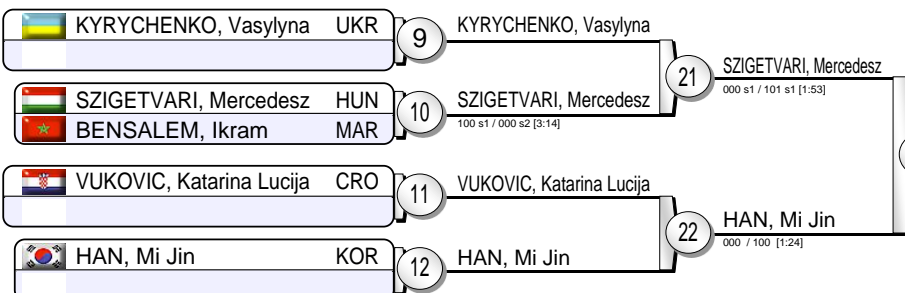 KYRYCHENKO, Vasylyna UKR
9
KYRYCHENKO, Vasylyna
21
SZIGETVARI, Mercedesz
000 s1 / 101 s1 [1:53]
SZIGETVARI, Mercedesz HUN
BENSALEM, Ikram MAR
10
SZIGETVARI, Mercedesz
100 s1 / 000 s2 [3:14]
VUKOVIC, Katarina Lucija CRO
11
VUKOVIC, Katarina Lucija
22
HAN, Mi Jin
000 / 100 [1:24]
HAN, Mi Jin KOR
12
HAN, Mi Jin